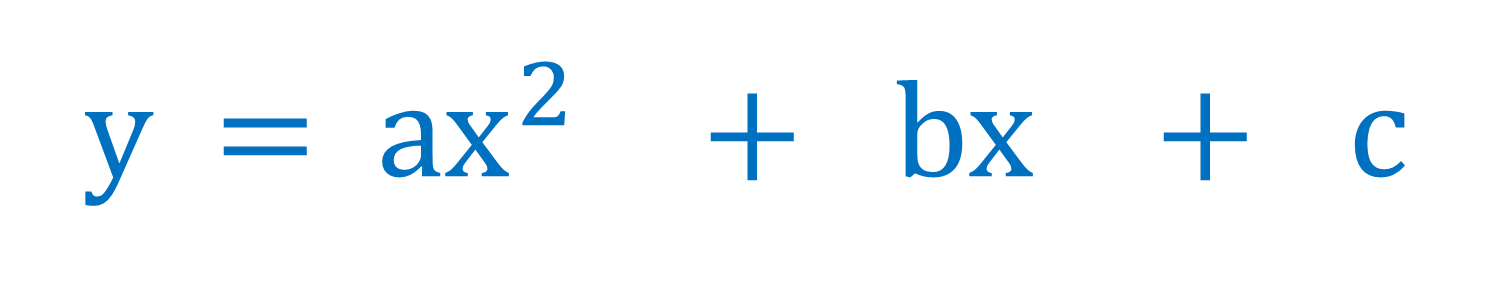 y = ax² + bx + c